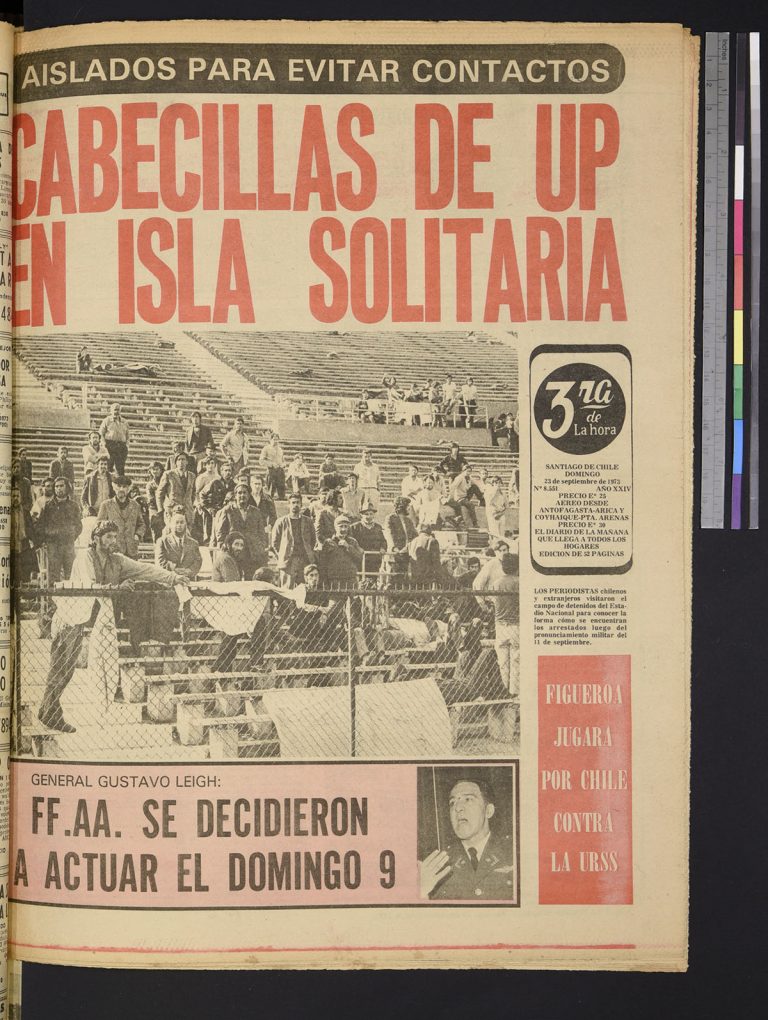 AISLADOS PARA EVITAR CONTACTOS
CABECILLAS DE UP
EN ISLA SOLITARIA
3ra
de
La hora
SANTIAGO DE CHILE
DOMINGO
23 de septiembre de 1973
Nº 8.551 AÑO XXIV
PRECIO Eº 25
AEREO DESDE
ANTOFAGASTA-ARICA Y
COYHAIQUE-PTA. ARENAS
PRECIO Eº 30
EL DIARIO DE LA MAÑANA
QUE LLEGA A TODOS LOS
HOGARES
EDICION DE 52 PAGINAS
LOS PERIODISTAS chilenos
y extranjeros visitaron el
campo de detenidos del Esta-
dio Nacional para conocer la
forma cómo se encuentran
los arrestados luego del
pronunciamiento militar del
11 de septiembre.
FIGUEROA
JUGARA
POR CHILE
CONTRA
LA URSS
GENERAL GUSTAVO LEIGH:
FF.AA. SE DECIDIERON
A ACTUAR EL DOMINGO 9